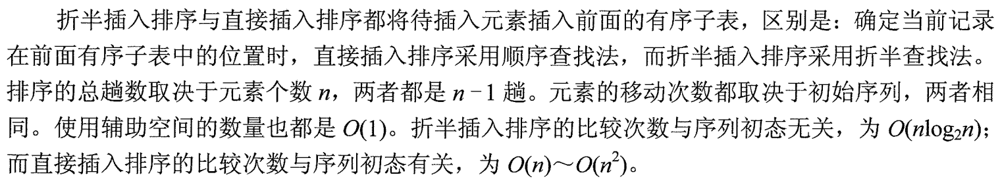 折半插入排序与直接插入排序都将待插入元素插入前面的有序子表，区别是：确定当前记录
在前面有序子表中的位置时，直接插入排序采用顺序查找法，而折半插入排序采用折半查找法。
排序的总趟数取决于元素个数 n，两者都是 n－1 趟。元素的移动次数都取决于初始序列，两者相
同。使用辅助空间的数量也都是 O(1)。折半插入排序的比较次数与序列初态无关，为 O(nlog₂n)；
而直接插入排序的比较次数与序列初态有关，为 O(n)～O(n²)。